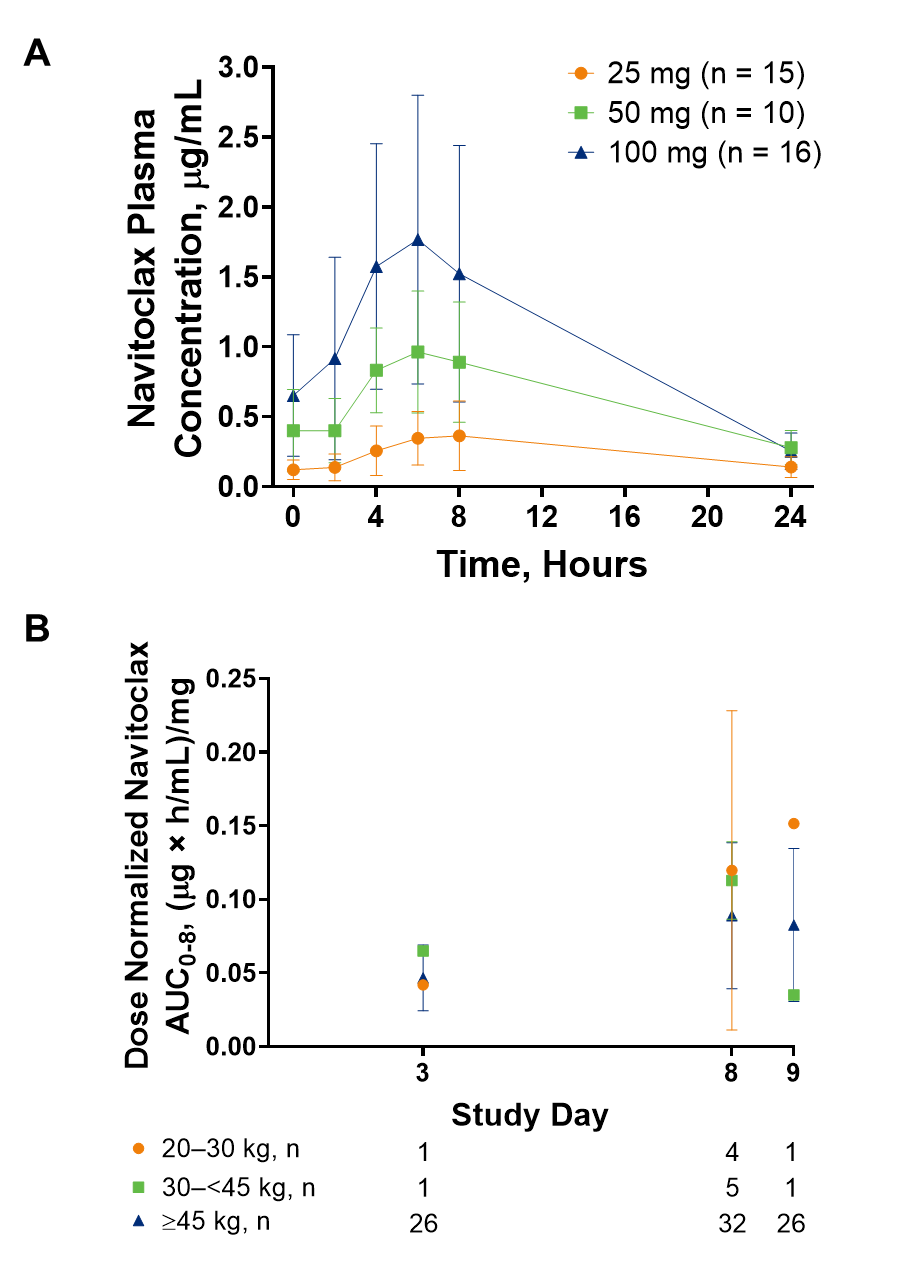 A
Navitoclax Plasma
Concentration, μg/mL
3.0
2.5
2.0
1.5
1.0
0.5
0.0
25 mg (n = 15)
50 mg (n = 10)
100 mg (n = 16)
0 4 8 12 16 20 24
Time, Hours
B
Dose Normalized Navitoclax
AUC0-8, (μg × h/mL)/mg
0.25
0.20
0.15
0.10
0.05
0.00
3 8 9
Study Day
20–30 kg, n 1 4 1
30–<45 kg, n 1 5 1
≥45 kg, n 26 32 26